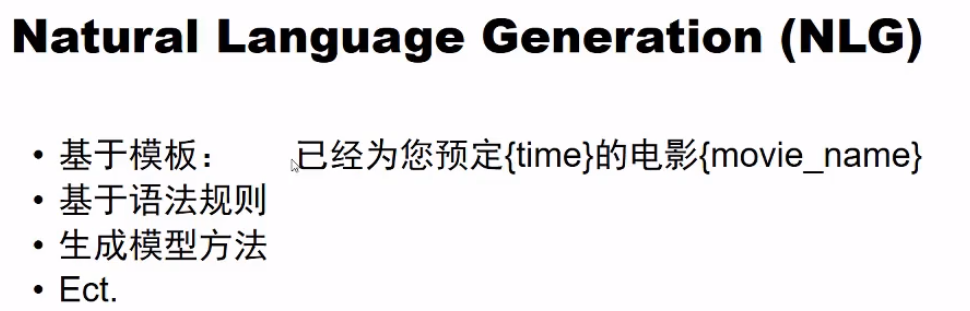 Natural Language Generation (NLG)
• 基于模板： 已经为您预定{time}的电影{movie_name}
• 基于语法规则
• 生成模型方法
• Ect.